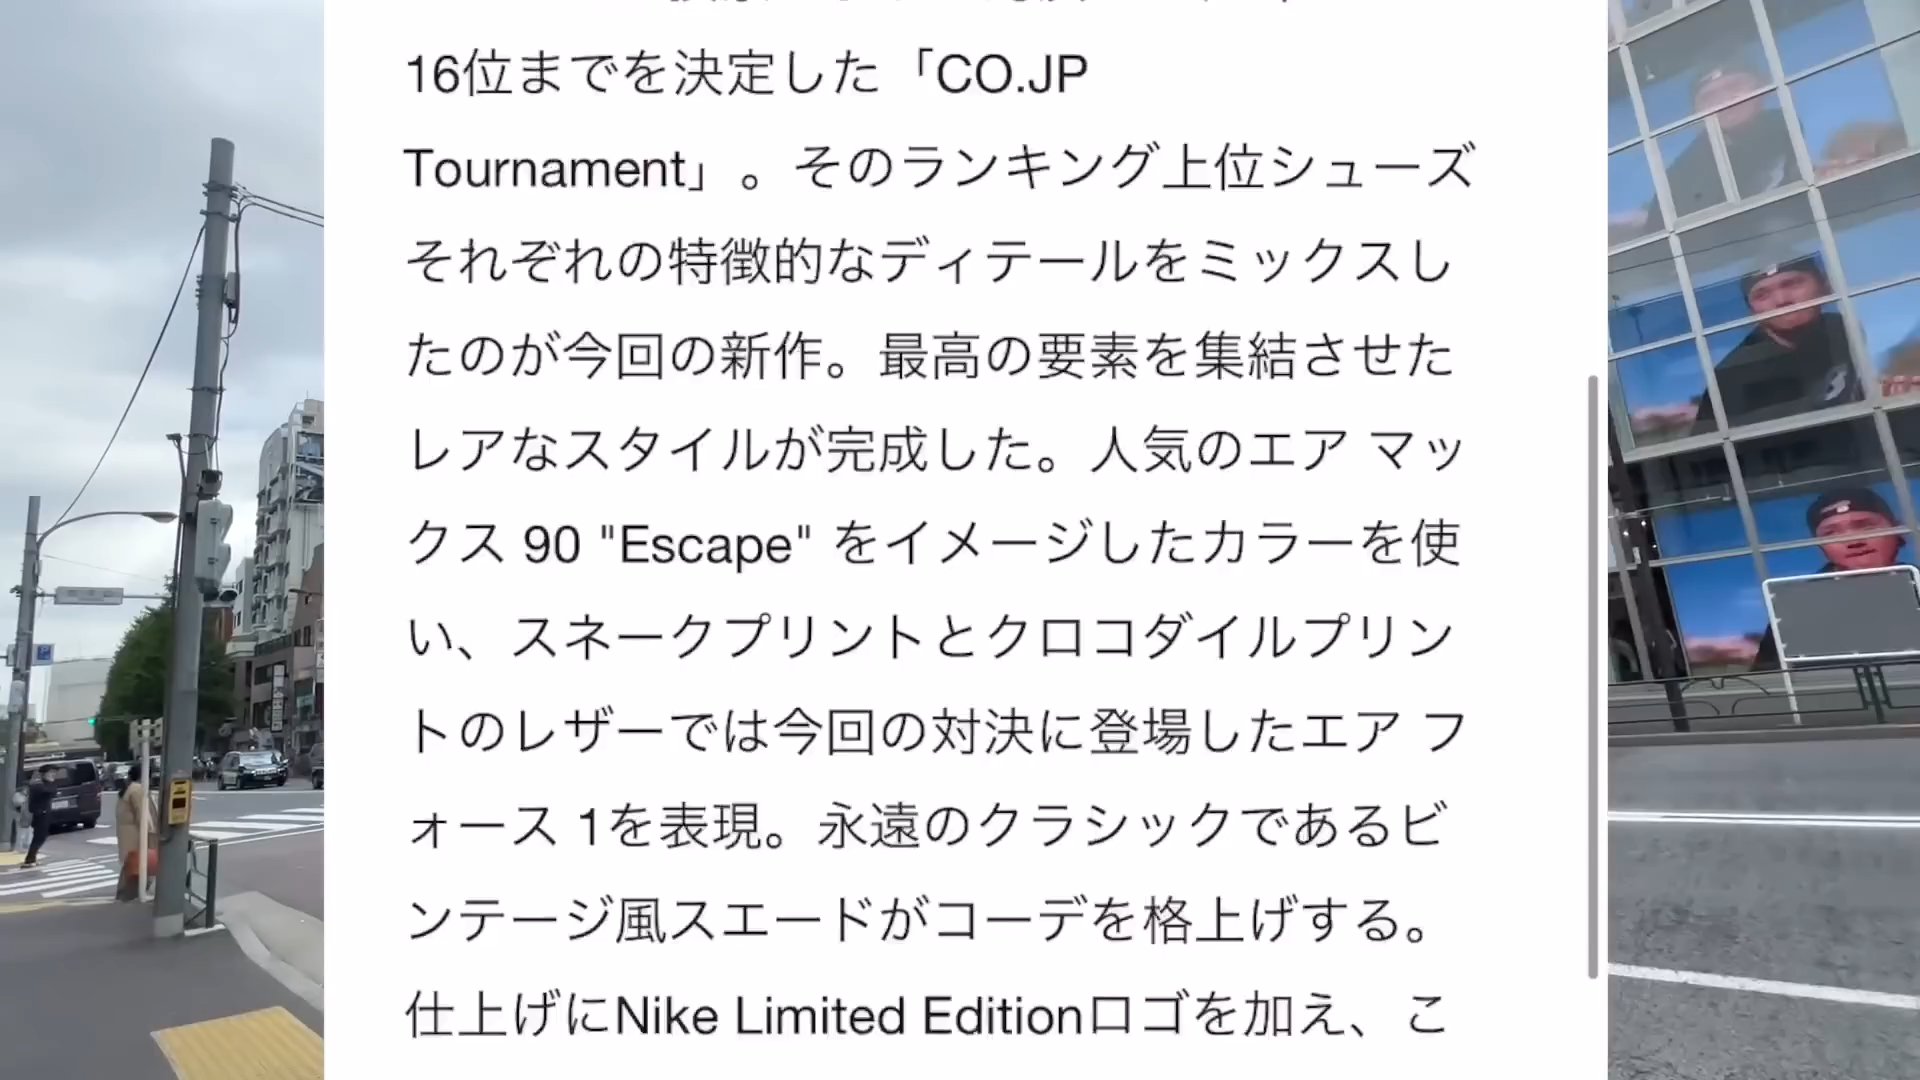 16位までを決定した「CO.JP
Tournament」。そのランキング上位シューズ
それぞれの特徴的なディテールをミックスし
たのが今回の新作。最高の要素を集結させた
レアなスタイルが完成した。人気のエア マッ
クス 90 "Escape" をイメージしたカラーを使
い、スネークプリントとクロコダイルプリン
トのレザーでは今回の対決に登場したエア フ
ォース 1を表現。永遠のクラシックであるビ
ンテージ風スエードがコーデを格上げする。
仕上げにNike Limited Editionロゴを加え、こ